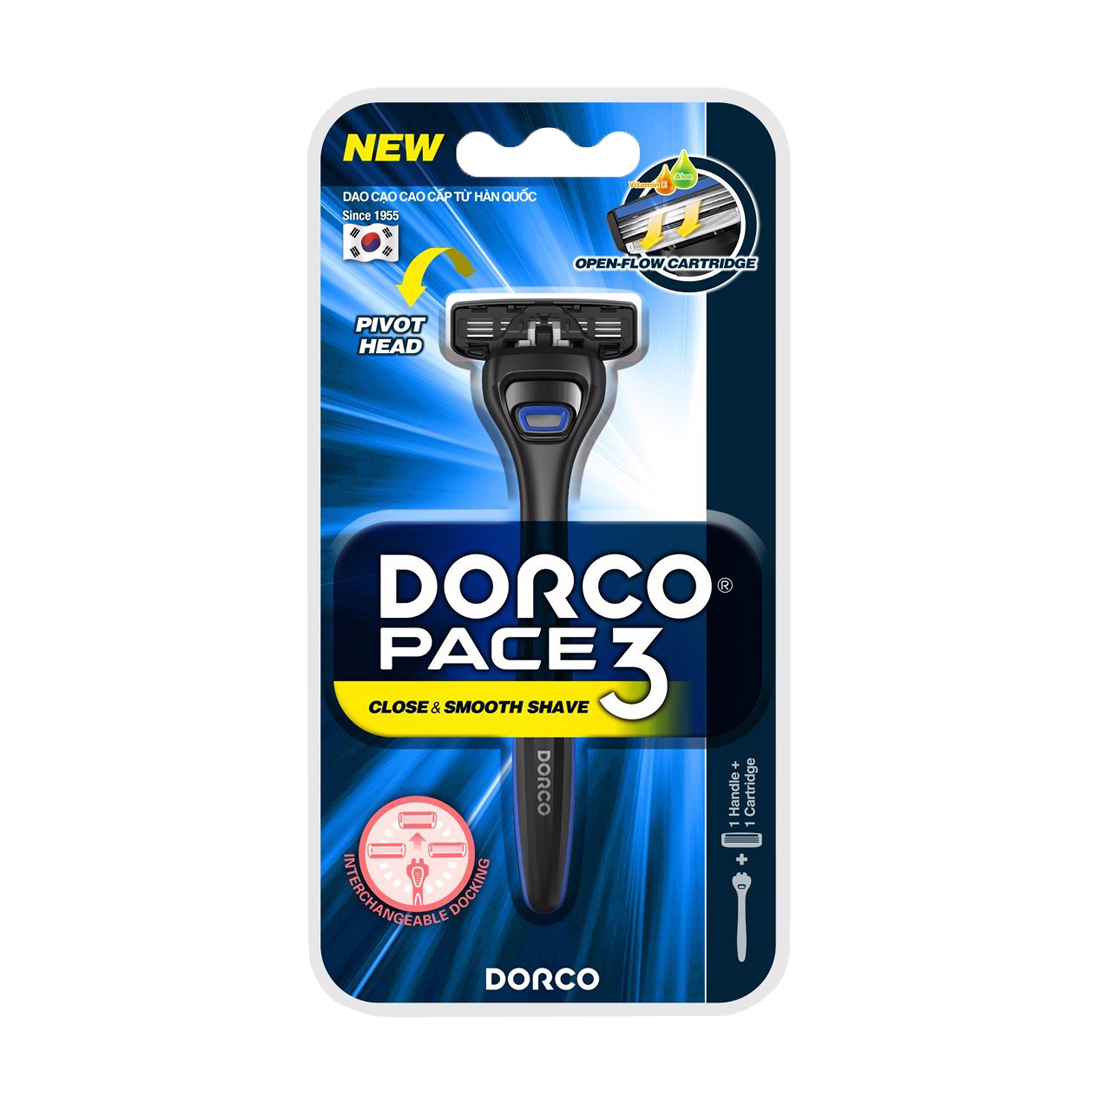 NEW
DAO CẠO CAO CẤP TỪ HÀN QUỐC
Since 1955
Vitamin E
Aloe
OPEN-FLOW CARTRIDGE
PIVOT
HEAD
DORCO®
PACE 3
CLOSE & SMOOTH SHAVE
DORCO
1 Handle +
1 Cartridge
+
INTERCHANGEABLE DOCKING
DORCO